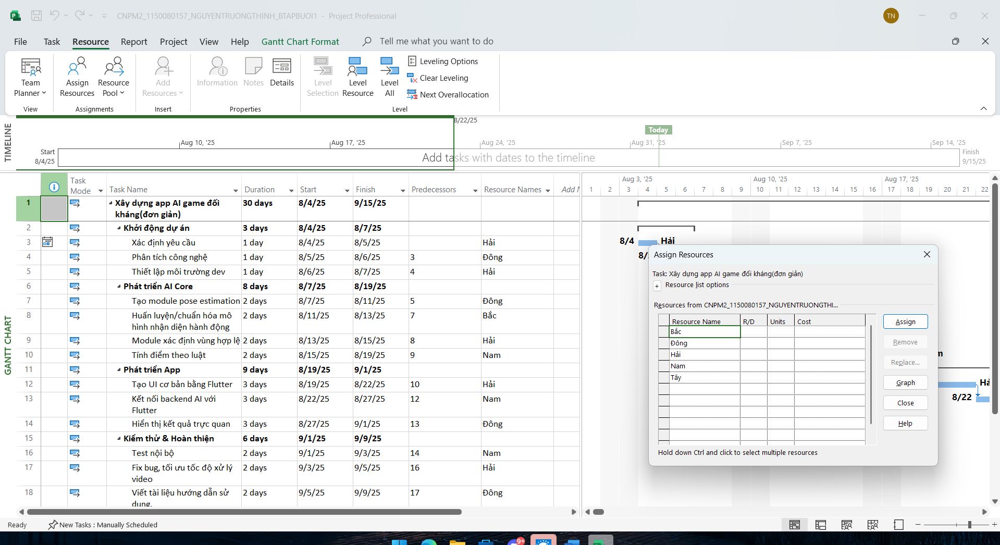 CNPM2_1150080157_NGUYENTRUONGTHINH_BTAPBUOI1 - Project Professional
TN
File Task Resource Report Project View Help Gantt Chart Format Tell me what you want to do
Team Planner
View
Assign Resources
Resource Pool
Assignments
Add Resources
Insert
Information
Notes
Details
Properties
Level Selection
Level Resource
Level All
Leveling Options
Clear Leveling
Next Overallocation
Level
TIMELINE
8/22/25
Today
Aug 10, '25 Aug 17, '25 Aug 24, '25 Aug 31, '25 Sep 7, '25 Sep 14, '25
Start
8/4/25
Add tasks with dates to the timeline
Finish
9/15/25
GANTT CHART
Task Mode Task Name Duration Start Finish Predecessors Resource Names Add N
1 Xây dựng app AI game đối kháng(đơn giản) 30 days 8/4/25 9/15/25
2 Khởi động dự án 3 days 8/4/25 8/7/25
3 Xác định yêu cầu 1 day 8/4/25 8/5/25 Hải
4 Phân tích công nghệ 1 day 8/5/25 8/6/25 3 Đông
5 Thiết lập môi trường dev 1 day 8/6/25 8/7/25 4 Hải
6 Phát triển AI Core 8 days 8/7/25 8/19/25
7 Tạo module pose estimation 2 days 8/7/25 8/11/25 5 Đông
8 Huấn luyện/chuẩn hóa mô hình nhận diện hành động 2 days 8/11/25 8/13/25 7 Bắc
9 Module xác định vùng hợp lệ 2 days 8/13/25 8/15/25 8 Hải
10 Tính điểm theo luật 2 days 8/15/25 8/19/25 9 Nam
11 Phát triển App 9 days 8/19/25 9/1/25
12 Tạo UI cơ bản bằng Flutter 3 days 8/19/25 8/22/25 10 Hải
13 Kết nối backend AI với Flutter 3 days 8/22/25 8/27/25 12 Nam
14 Hiển thị kết quả trực quan 3 days 8/27/25 9/1/25 13 Đông
15 Kiểm thử & Hoàn thiện 6 days 9/1/25 9/9/25
16 Test nội bộ 2 days 9/1/25 9/3/25 14 Nam
17 Fix bug, tối ưu tốc độ xử lý video 2 days 9/3/25 9/5/25 16 Hải
18 Viết tài liệu hướng dẫn sử dụng. 2 days 9/5/25 9/9/25 17 Đông
Aug 3, '25 Aug 10, '25 Aug 17, '25
1 2 3 4 5 6 7 8 9 10 11 12 13 14 15 16 17 18 19 20 21 22
8/4 Hải
8/
m
Hả
8/22
Assign Resources
Task: Xây dựng app AI game đối kháng(đơn giản)
+ Resource list options
Resources from CNPM2_1150080157_NGUYENTRUONGTHI...
Resource Name R/D Units Cost
Bắc
Đông
Hải
Nam
Tây
Assign
Remove
Replace...
Graph
Close
Help
Hold down Ctrl and click to select multiple resources
Ready New Tasks : Manually Scheduled
9+